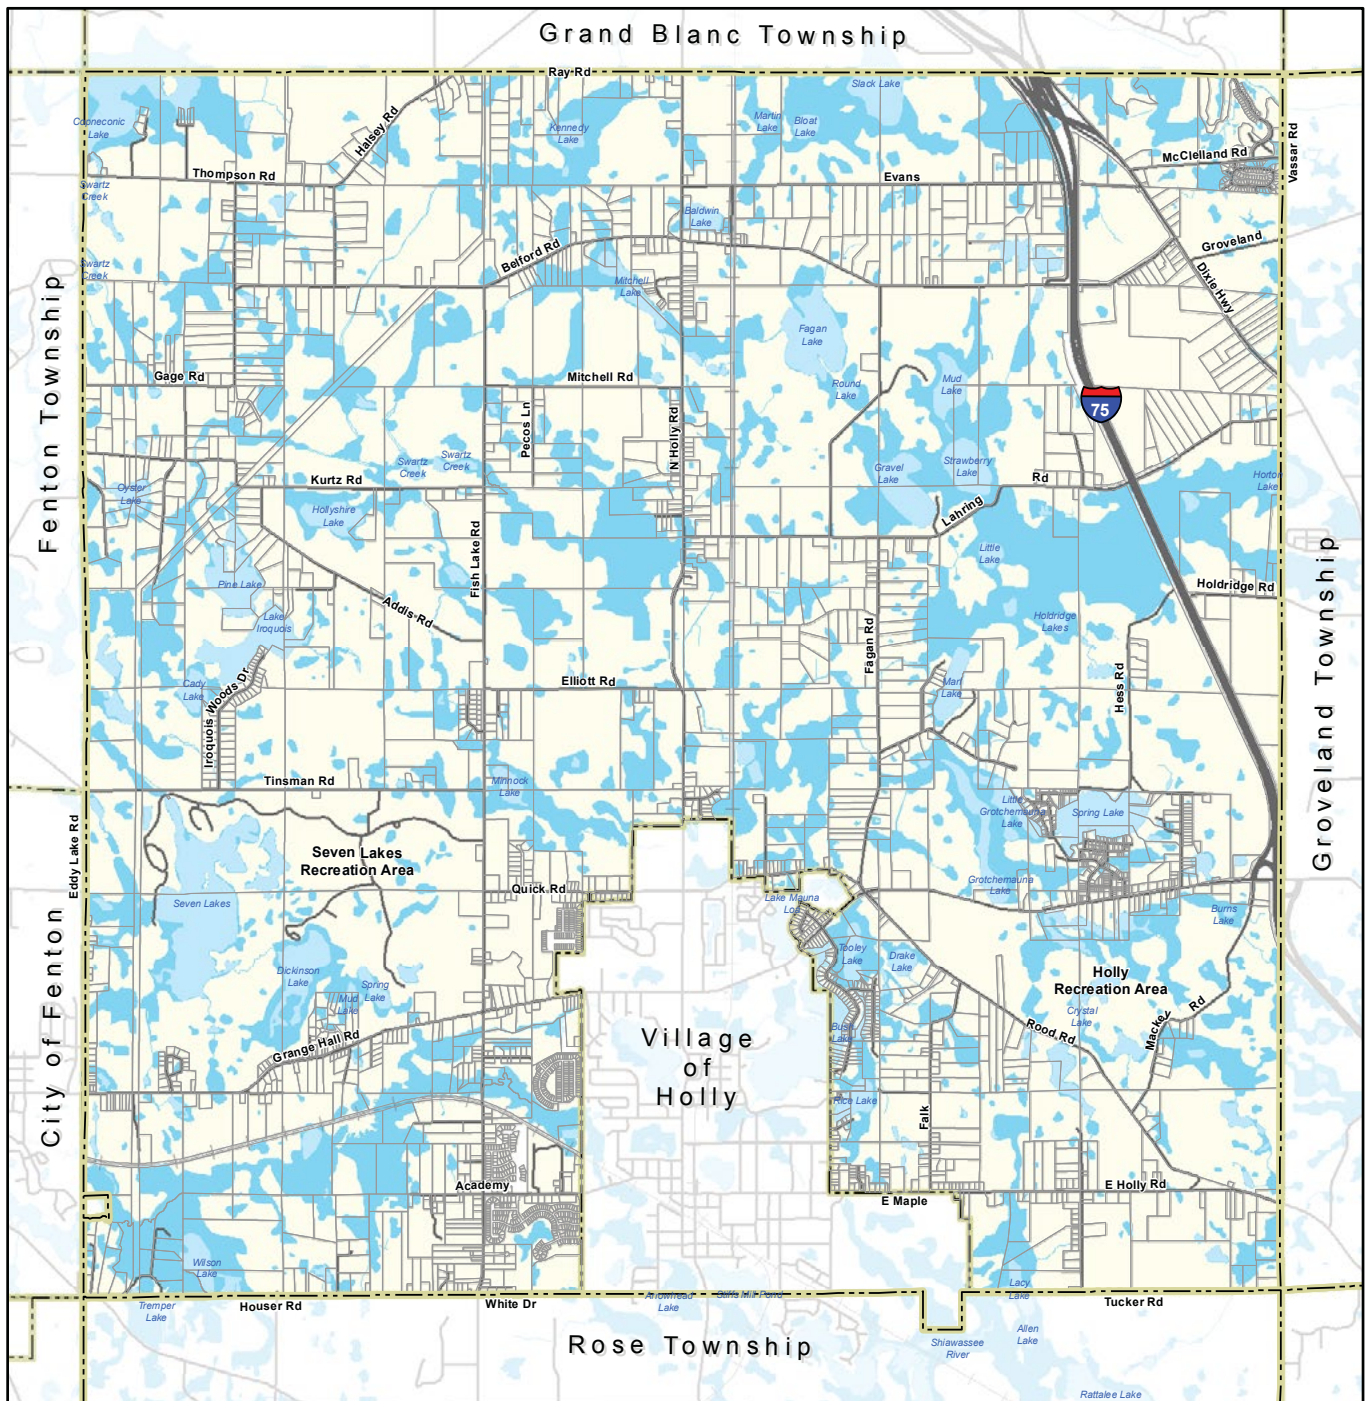 Grand Blanc Township
Ray Rd
Slack Lake
Copneconic
Lake
Halsey Rd
Kennedy
Lake
Martin
Lake
Bloat
Lake
Vassar Rd
McClelland Rd
Thompson Rd
Evans
Swartz
Creek
Baldwin
Lake
Groveland
Belford Rd
Swartz
Creek
Mitchell
Lake
Dixie Hwy
Fenton Township
Fagan
Lake
Gage Rd
Mitchell Rd
Round
Lake
Mud
Lake
75
Pecos Ln
N Holly Rd
Swartz
Creek
Swartz
Creek
Gravel
Lake
Strawberry
Lake
Rd
Horton
Lake
Kurtz Rd
Oyster
Lake
Hollyshire
Lake
Lahring
Fish Lake Rd
Little
Lake
Pine Lake
Holdridge Rd
Addis Rd
Lake
Iroquois
Holdridge
Lakes
Fagan Rd
Groveland Township
Hess Rd
Cady
Lake
Iroquois Woods Dr
Elliott Rd
Marl
Lake
Tinsman Rd
Minnock
Lake
Little
Grotchemauna
Lake
Spring Lake
Eddy Lake Rd
Seven Lakes
Recreation Area
Quick Rd
Grotchemauna
Lake
Seven Lakes
Lake Mauna
Loa
Burns
Lake
City of Fenton
Tooley
Lake
Drake
Lake
Dickinson
Lake
Spring
Lake
Mud
Lake
Holly
Recreation Area
Crystal
Lake
Mackey Rd
Grange Hall Rd
Village
of
Holly
Bush
Lake
Rood Rd
Rice Lake
Falk
Academy
E Holly Rd
E Maple
Wilson
Lake
Lacy
Lake
Tremper
Lake
Houser Rd
White Dr
Arrowhead
Lake
Stiffs Mill Pond
Tucker Rd
Rose Township
Shiawassee
River
Allen
Lake
Rattalee Lake